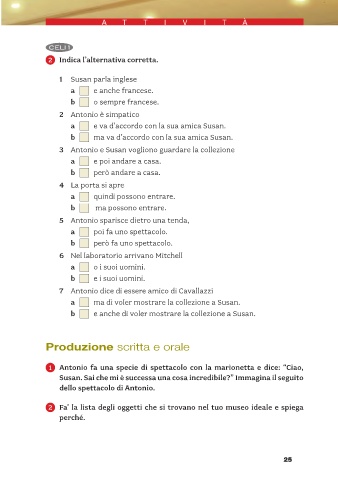 ATTIVITÀ
CELI 1
2 Indica l'alternativa corretta.
1 Susan parla inglese
a e anche francese.
b o sempre francese.
2 Antonio è simpatico
a e va d'accordo con la sua amica Susan.
b ma va d'accordo con la sua amica Susan.
3 Antonio e Susan vogliono guardare la collezione
a e poi andare a casa.
b però andare a casa.
4 La porta si apre
a quindi possono entrare.
b ma possono entrare.
5 Antonio sparisce dietro una tenda,
a poi fa uno spettacolo.
b però fa uno spettacolo.
6 Nel laboratorio arrivano Mitchell
a o i suoi uomini.
b e i suoi uomini.
7 Antonio dice di essere amico di Cavallazzi
a ma di voler mostrare la collezione a Susan.
b e anche di voler mostrare la collezione a Susan.
Produzione scritta e orale
1 Antonio fa una specie di spettacolo con la marionetta e dice: "Ciao,
Susan. Sai che mi è successa una cosa incredibile?" Immagina il seguito
dello spettacolo di Antonio.
2 Fa' la lista degli oggetti che si trovano nel tuo museo ideale e spiega
perché.
25